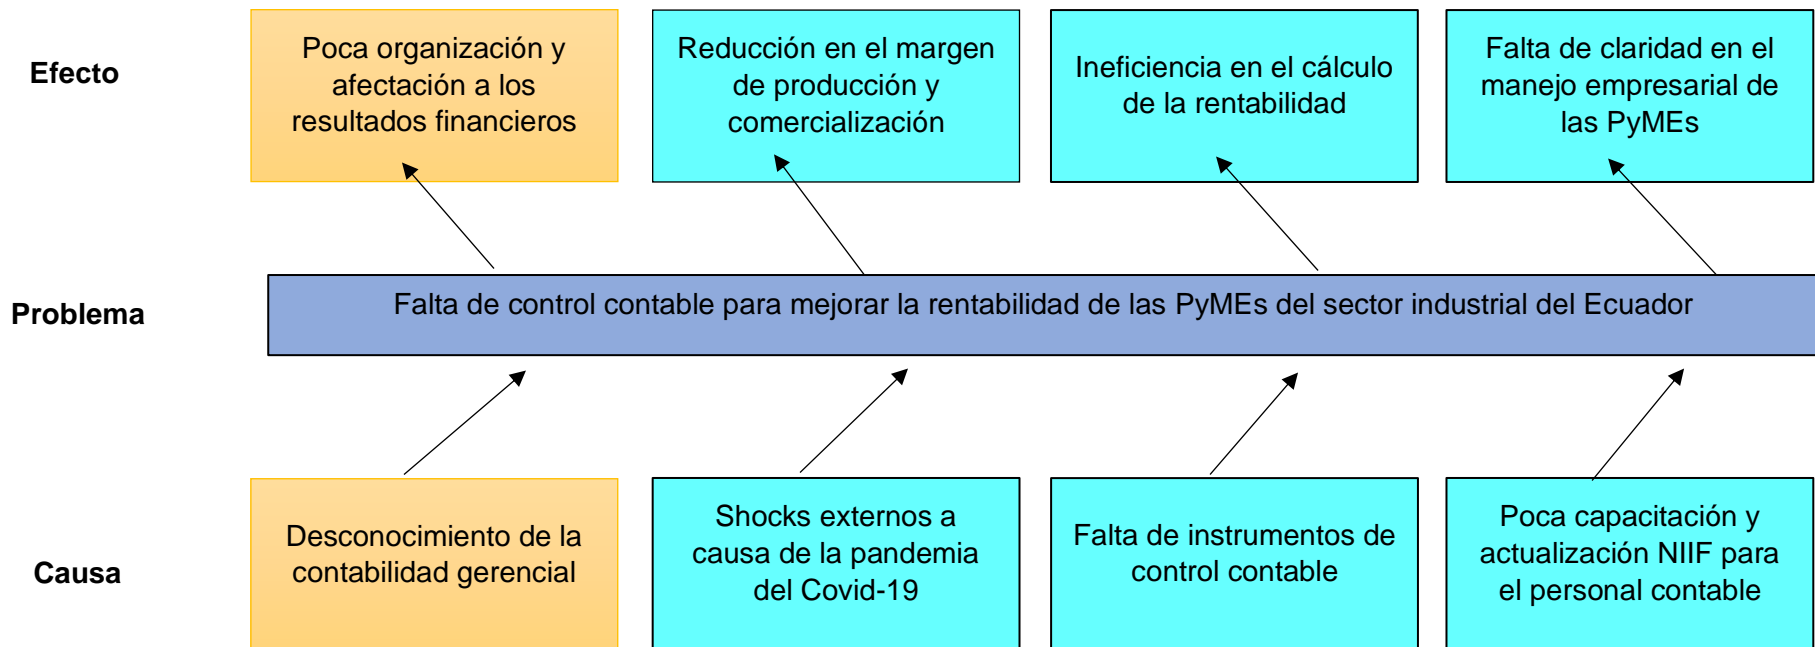 Efecto
Poca organización y
afectación a los
resultados financieros
Reducción en el margen
de producción y
comercialización
Ineficiencia en el cálculo
de la rentabilidad
Falta de claridad en el
manejo empresarial de
las PyMEs
Problema
Falta de control contable para mejorar la rentabilidad de las PyMEs del sector industrial del Ecuador
Causa
Desconocimiento de la
contabilidad gerencial
Shocks externos a
causa de la pandemia
del Covid-19
Falta de instrumentos de
control contable
Poca capacitación y
actualización NIIF para
el personal contable